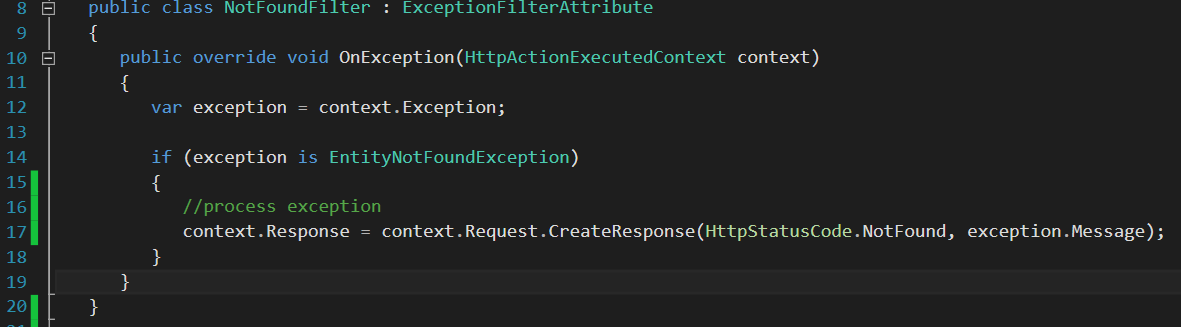 8 public class NotFoundFilter : ExceptionFilterAttribute
9 {
10 public override void OnException(HttpActionExecutedContext context)
11 {
12 var exception = context.Exception;
13
14 if (exception is EntityNotFoundException)
15 {
16 //process exception
17 context.Response = context.Request.CreateResponse(HttpStatusCode.NotFound, exception.Message);
18 }
19 }
20 }